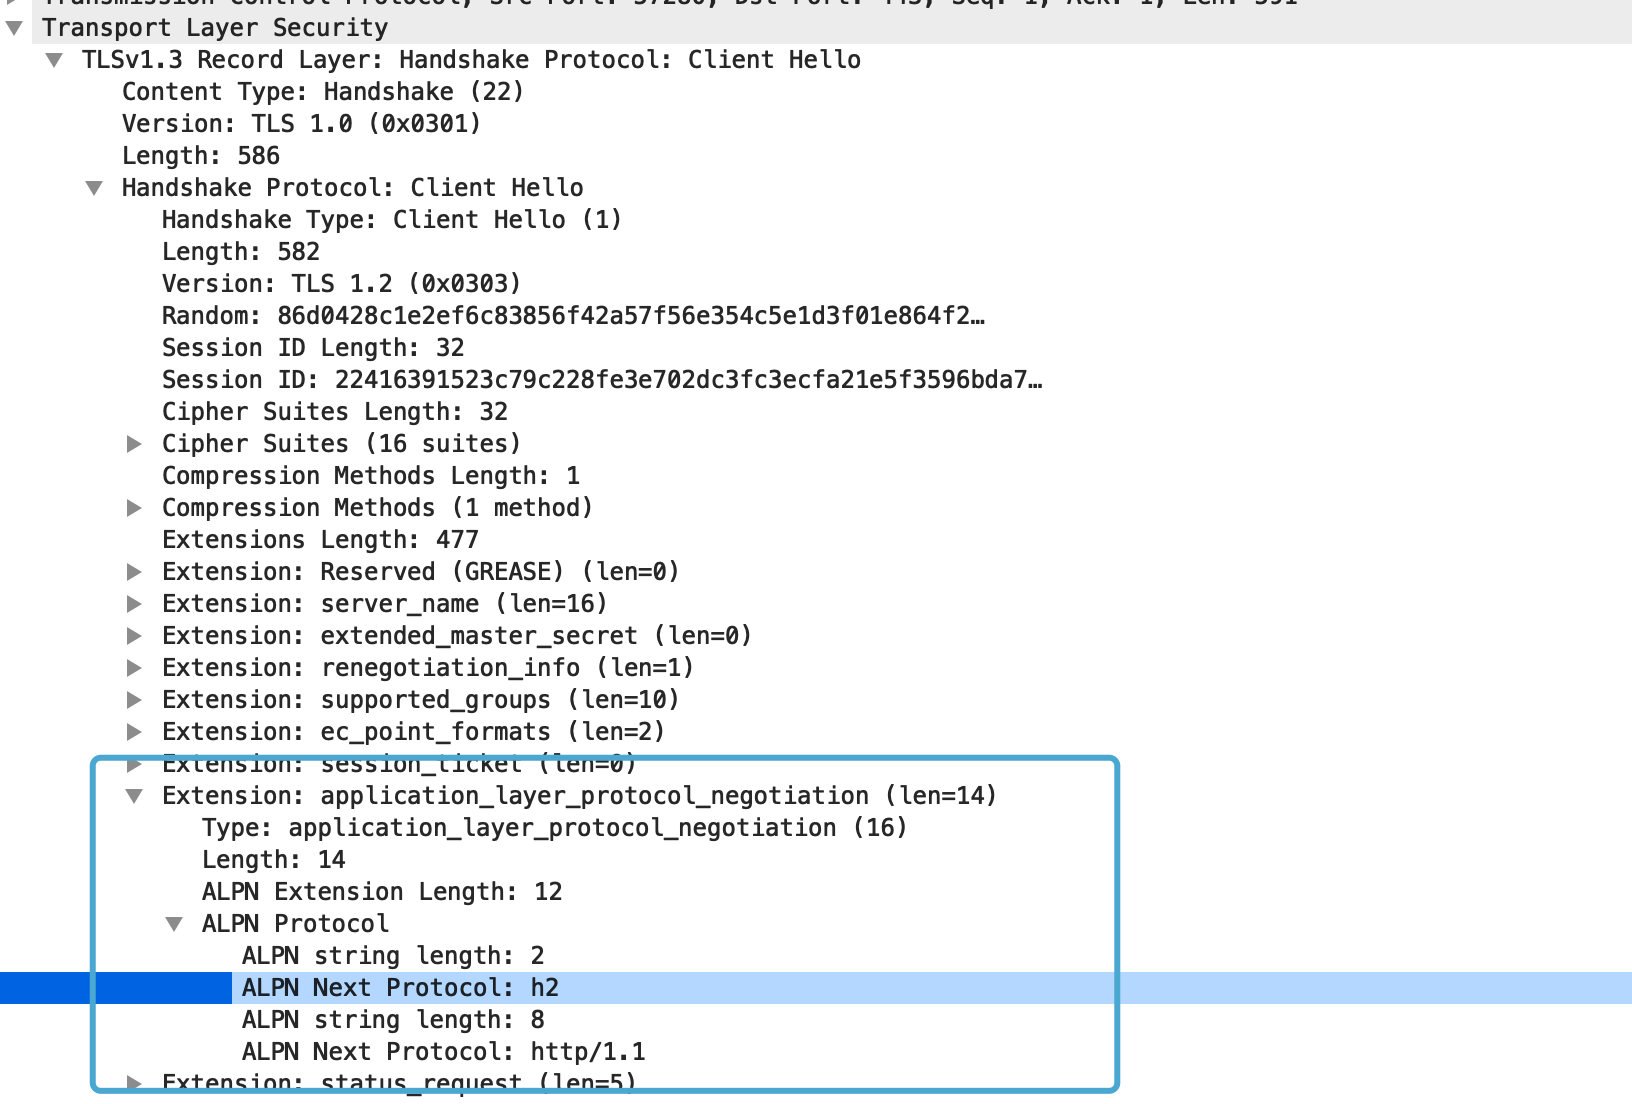 Transmission Control Protocol, Src Port: 57280, Dst Port: 443, Seq: 1, Ack: 1, Len: 591
Transport Layer Security
TLSv1.3 Record Layer: Handshake Protocol: Client Hello
Content Type: Handshake (22)
Version: TLS 1.0 (0x0301)
Length: 586
Handshake Protocol: Client Hello
Handshake Type: Client Hello (1)
Length: 582
Version: TLS 1.2 (0x0303)
Random: 86d0428c1e2ef6c83856f42a57f56e354c5e1d3f01e864f2…
Session ID Length: 32
Session ID: 22416391523c79c228fe3e702dc3fc3ecfa21e5f3596bda7…
Cipher Suites Length: 32
Cipher Suites (16 suites)
Compression Methods Length: 1
Compression Methods (1 method)
Extensions Length: 477
Extension: Reserved (GREASE) (len=0)
Extension: server_name (len=16)
Extension: extended_master_secret (len=0)
Extension: renegotiation_info (len=1)
Extension: supported_groups (len=10)
Extension: ec_point_formats (len=2)
Extension: session_ticket (len=0)
Extension: application_layer_protocol_negotiation (len=14)
Type: application_layer_protocol_negotiation (16)
Length: 14
ALPN Extension Length: 12
ALPN Protocol
ALPN string length: 2
ALPN Next Protocol: h2
ALPN string length: 8
ALPN Next Protocol: http/1.1
Extension: status_request (len=5)